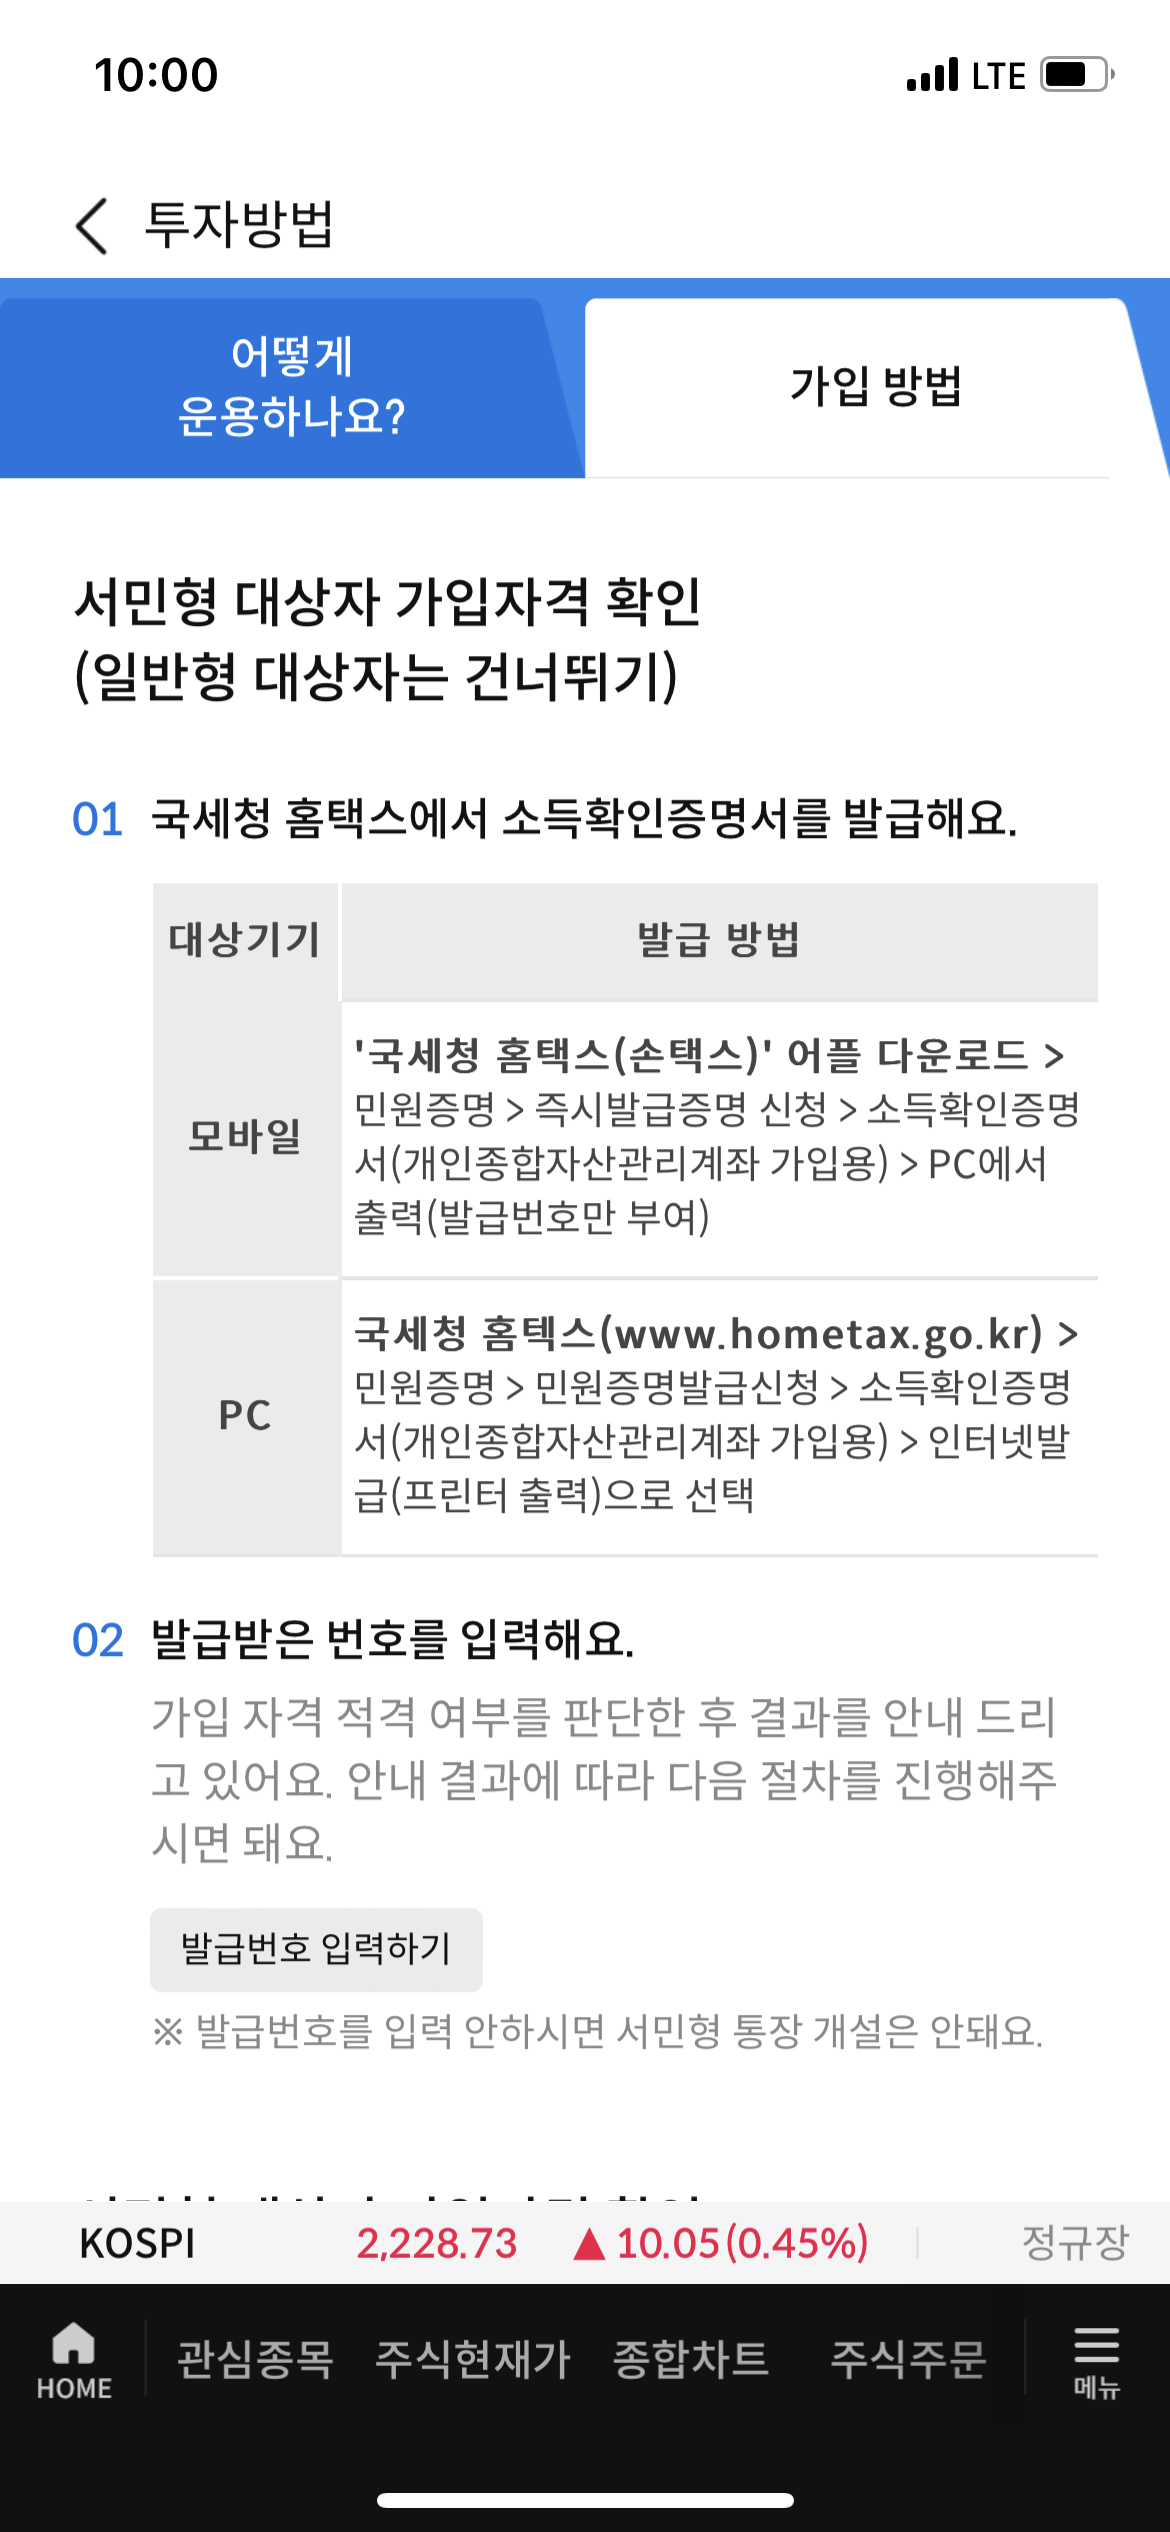 10:00
LTE
투자방법
어떻게
운용하나요?
가입 방법
서민형 대상자 가입자격 확인
(일반형 대상자는 건너뛰기)
01 국세청 홈택스에서 소득확인증명서를 발급해요.
대상기기 발급 방법
모바일
'국세청 홈택스(손택스)' 어플 다운로드 >
민원증명 > 즉시발급증명 신청 > 소득확인증명
서(개인종합자산관리계좌 가입용) > PC에서
출력(발급번호만 부여)
PC
국세청 홈텍스(www.hometax.go.kr) >
민원증명 > 민원증명발급신청 > 소득확인증명
서(개인종합자산관리계좌 가입용) > 인터넷발
급(프린터 출력)으로 선택
02 발급받은 번호를 입력해요.
가입 자격 적격 여부를 판단한 후 결과를 안내 드리
고 있어요. 안내 결과에 따라 다음 절차를 진행해주
시면 돼요.
발급번호 입력하기
※ 발급번호를 입력 안하시면 서민형 통장 개설은 안돼요.
KOSPI 2,228.73 ▲ 10.05(0.45%) 정규장
HOME 관심종목 주식현재가 종합차트 주식주문 메뉴